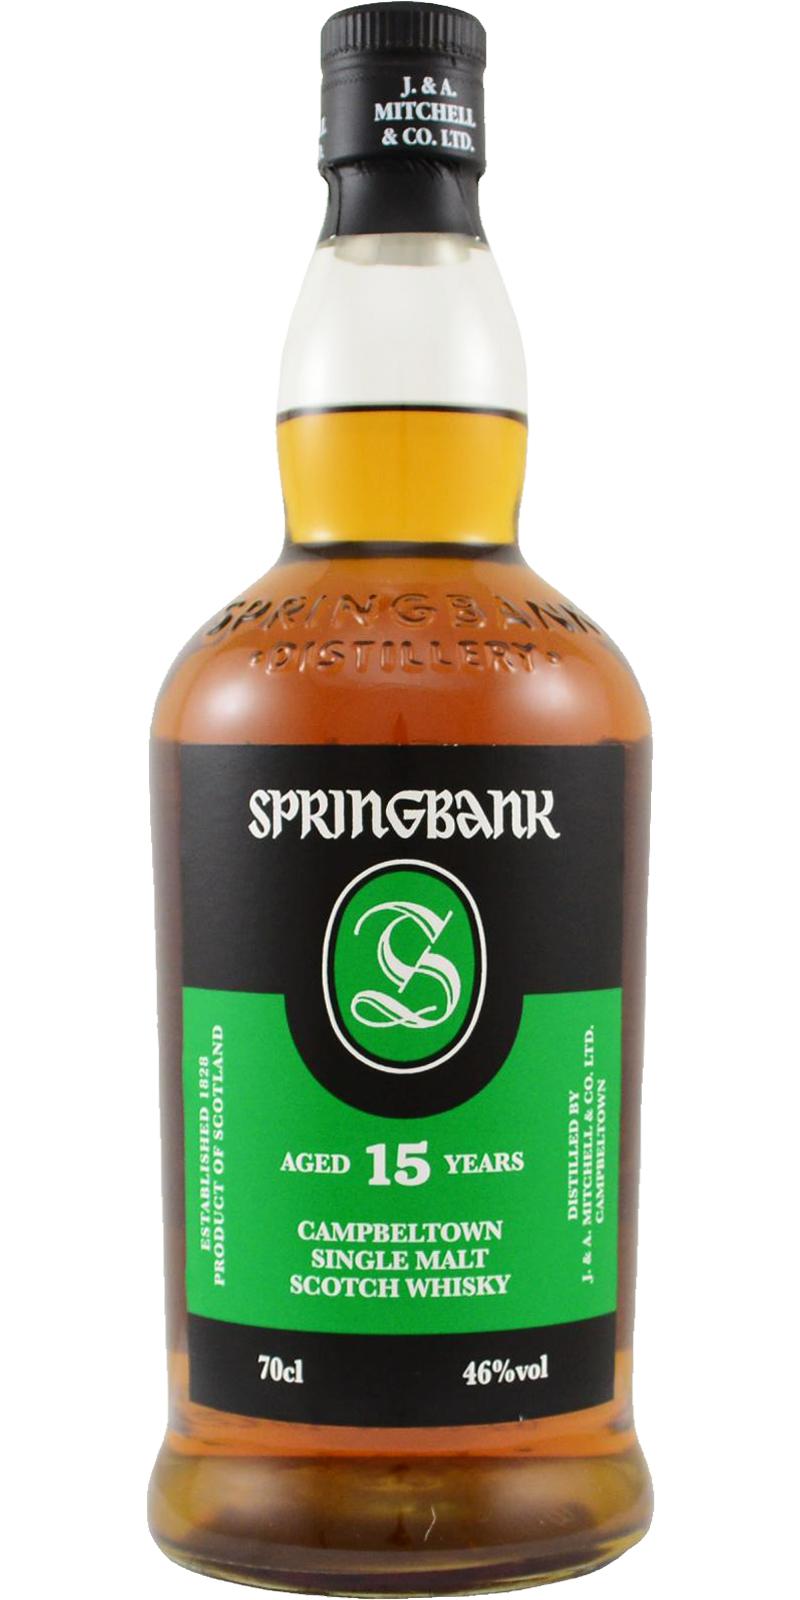 J. & A.
MITCHELL
& CO. LTD.
SPRINGBANK
·DISTILLERY·
SPRINGBANK
S
ESTABLISHED 1828
PRODUCT OF SCOTLAND
AGED 15 YEARS
CAMPBELTOWN
SINGLE MALT
SCOTCH WHISKY
DISTILLED BY
J. & A. MITCHELL & CO. LTD.
CAMPBELTOWN
70cl
46%vol